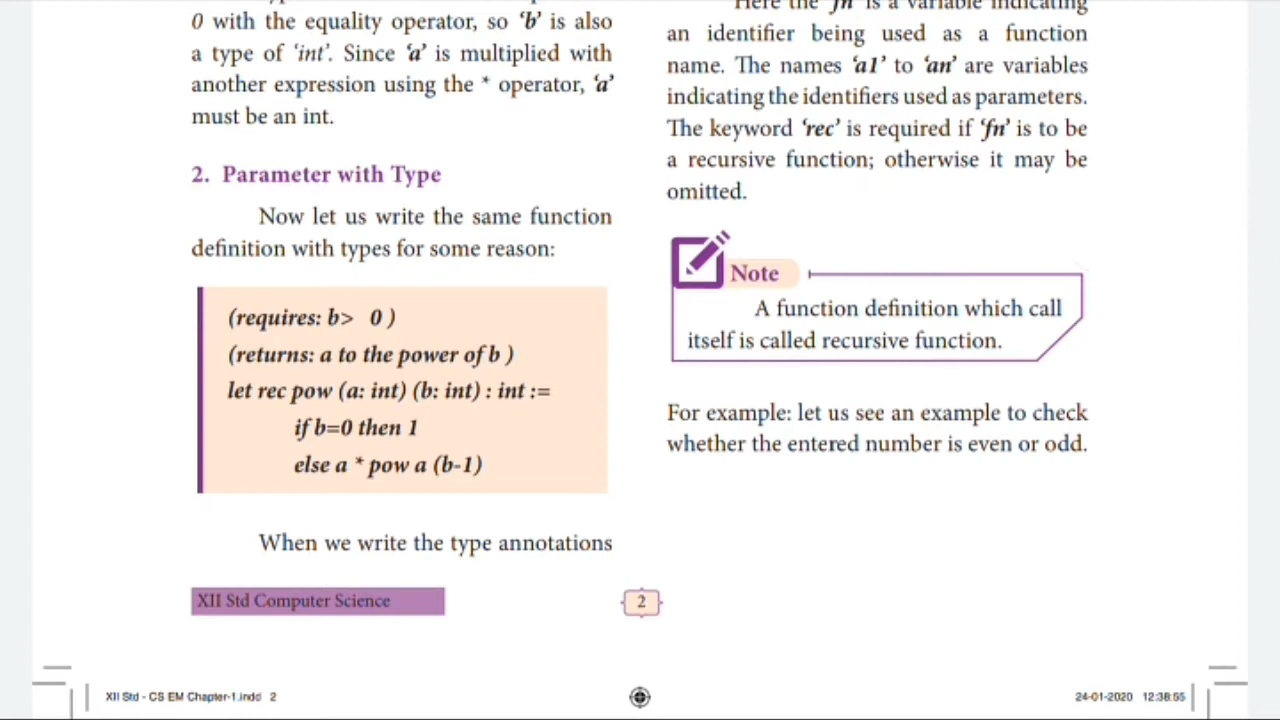 0 with the equality operator, so ‘b’ is also
a type of ‘int’. Since ‘a’ is multiplied with
another expression using the * operator, ‘a’
must be an int.
2. Parameter with Type
Now let us write the same function
definition with types for some reason:
(requires: b> 0 )
(returns: a to the power of b )
let rec pow (a: int) (b: int) : int :=
if b=0 then 1
else a * pow a (b-1)
When we write the type annotations
Here the ‘fn’ is a variable indicating
an identifier being used as a function
name. The names ‘a1’ to ‘an’ are variables
indicating the identifiers used as parameters.
The keyword ‘rec’ is required if ‘fn’ is to be
a recursive function; otherwise it may be
omitted.
Note
A function definition which call
itself is called recursive function.
For example: let us see an example to check
whether the entered number is even or odd.
XII Std Computer Science
2
XII Std - CS EM Chapter-1.indd 2
24-01-2020 12:38:55